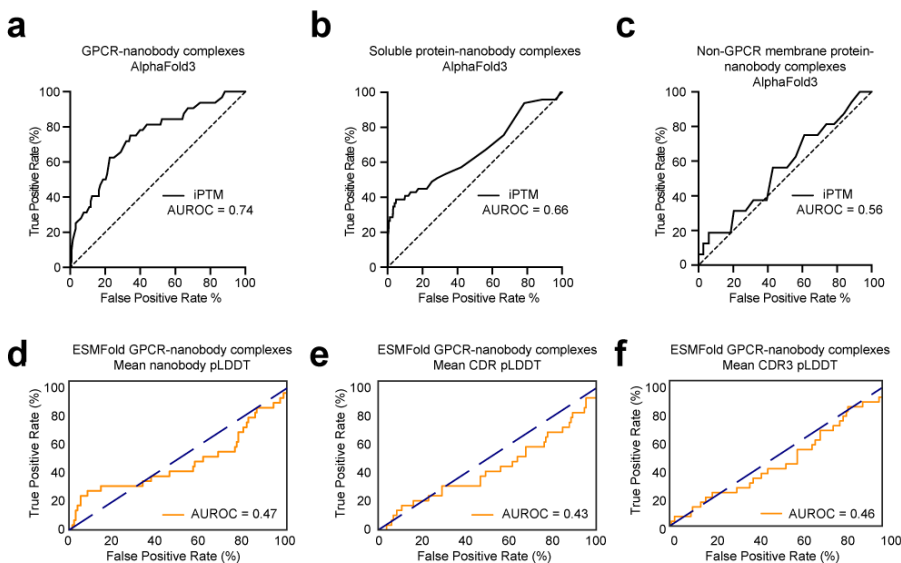 a
GPCR-nanobody complexes
AlphaFold3
True Positive Rate (%)
100
80
60
40
20
0
iPTM
AUROC = 0.74
0 20 40 60 80 100
False Positive Rate %
b
Soluble protein-nanobody complexes
AlphaFold3
True Positive Rate (%)
100
80
60
40
20
0
iPTM
AUROC = 0.66
0 20 40 60 80 100
False Positive Rate %
c
Non-GPCR membrane protein-
nanobody complexes
AlphaFold3
True Positive Rate (%)
100
80
60
40
20
0
iPTM
AUROC = 0.56
0 20 40 60 80 100
False Positive Rate %
d
ESMFold GPCR-nanobody complexes
Mean nanobody pLDDT
True Positive Rate (%)
100
80
60
40
20
0
AUROC = 0.47
0 20 40 60 80 100
False Positive Rate (%)
e
ESMFold GPCR-nanobody complexes
Mean CDR pLDDT
True Positive Rate (%)
100
80
60
40
20
0
AUROC = 0.43
0 20 40 60 80 100
False Positive Rate (%)
f
ESMFold GPCR-nanobody complexes
Mean CDR3 pLDDT
True Positive Rate (%)
100
80
60
40
20
0
AUROC = 0.46
0 20 40 60 80 100
False Positive Rate (%)